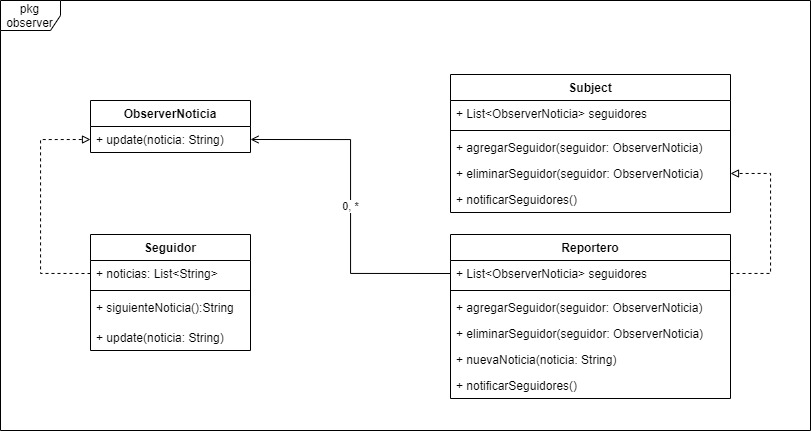 pkg
observer
ObserverNoticia
+ update(noticia: String)
Subject
+ List<ObserverNoticia> seguidores
+ agregarSeguidor(seguidor: ObserverNoticia)
+ eliminarSeguidor(seguidor: ObserverNoticia)
+ notificarSeguidores()
0, *
Seguidor
+ noticias: List<String>
+ siguienteNoticia():String
+ update(noticia: String)
Reportero
+ List<ObserverNoticia> seguidores
+ agregarSeguidor(seguidor: ObserverNoticia)
+ eliminarSeguidor(seguidor: ObserverNoticia)
+ nuevaNoticia(noticia: String)
+ notificarSeguidores()